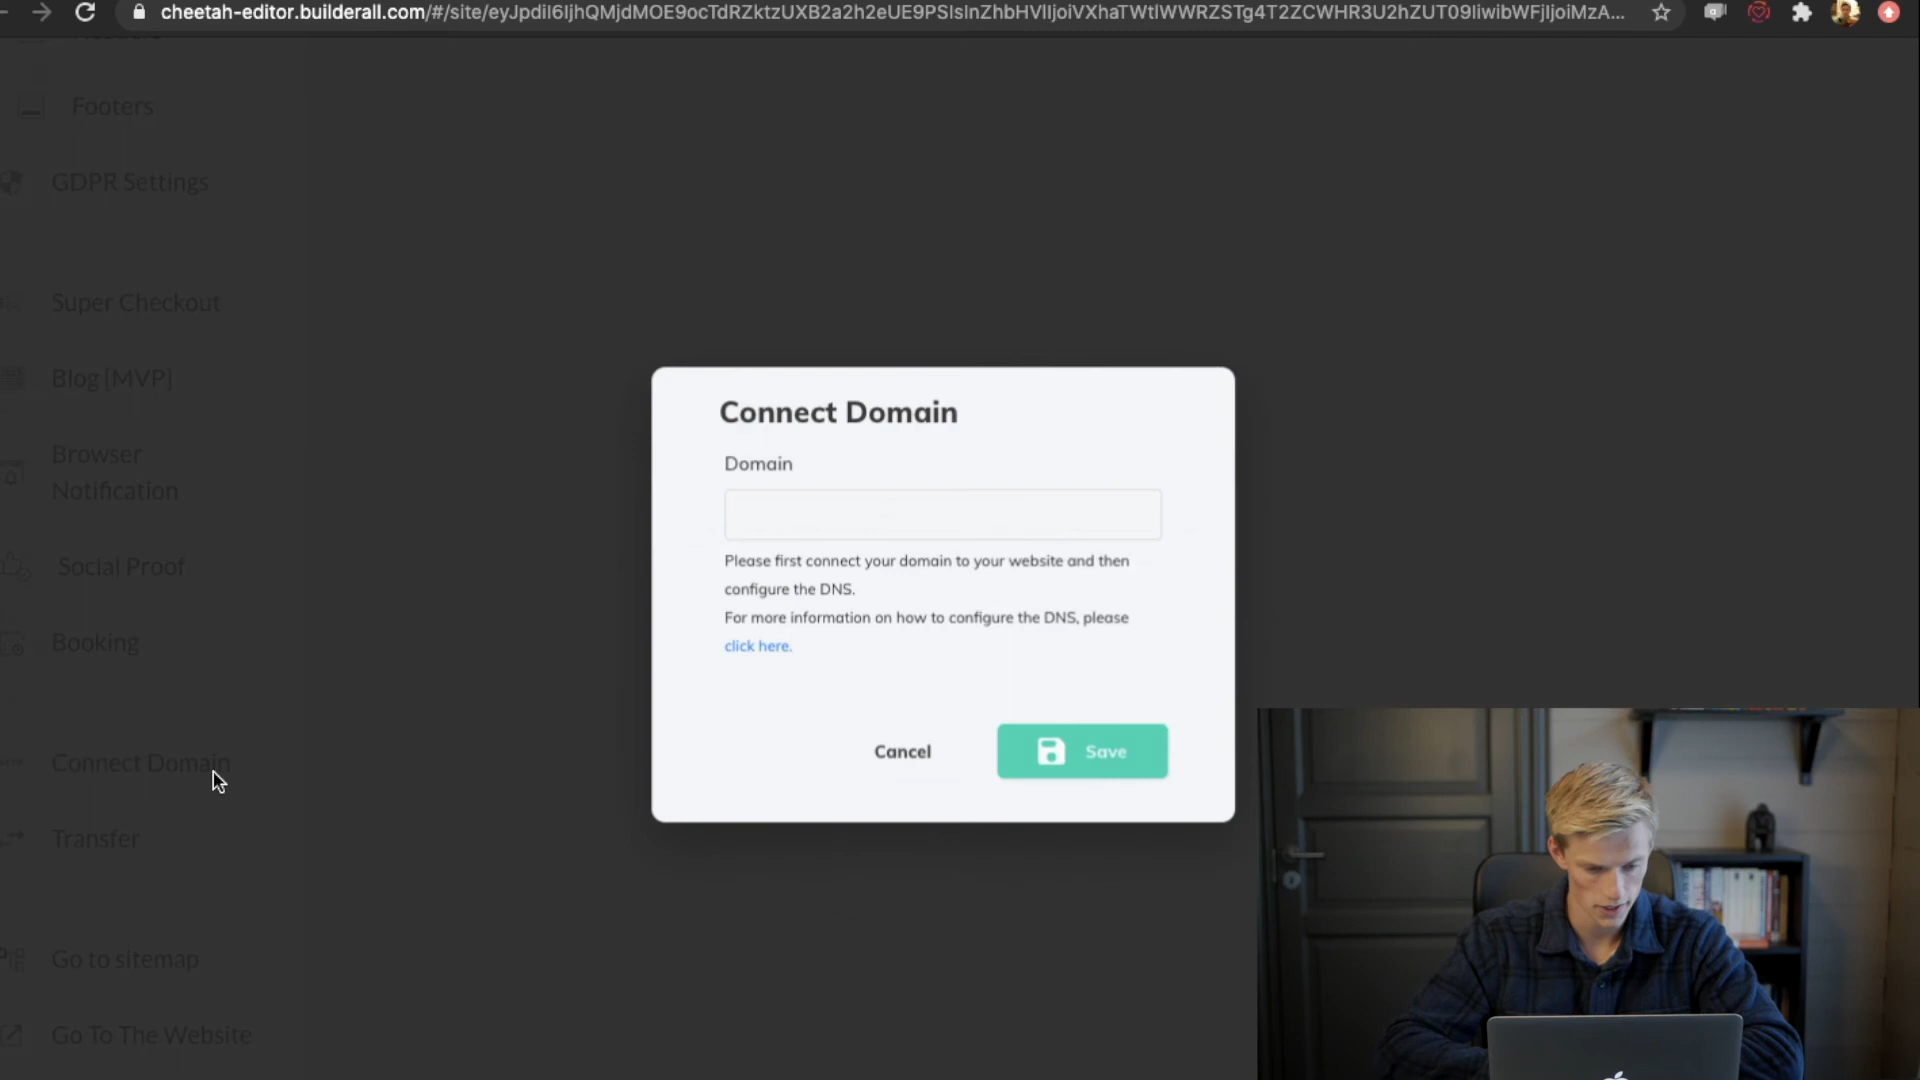 cheetah-editor.builderall.com/#/site/
Footers
GDPR Settings
Super Checkout
Blog [MVP]
Browser
Notification
Social Proof
Booking
Connect Domain
Transfer
Go to sitemap
Go To The Website
Connect Domain
Domain
Please first connect your domain to your website and then
configure the DNS.
For more information on how to configure the DNS, please
click here.
Cancel
Save